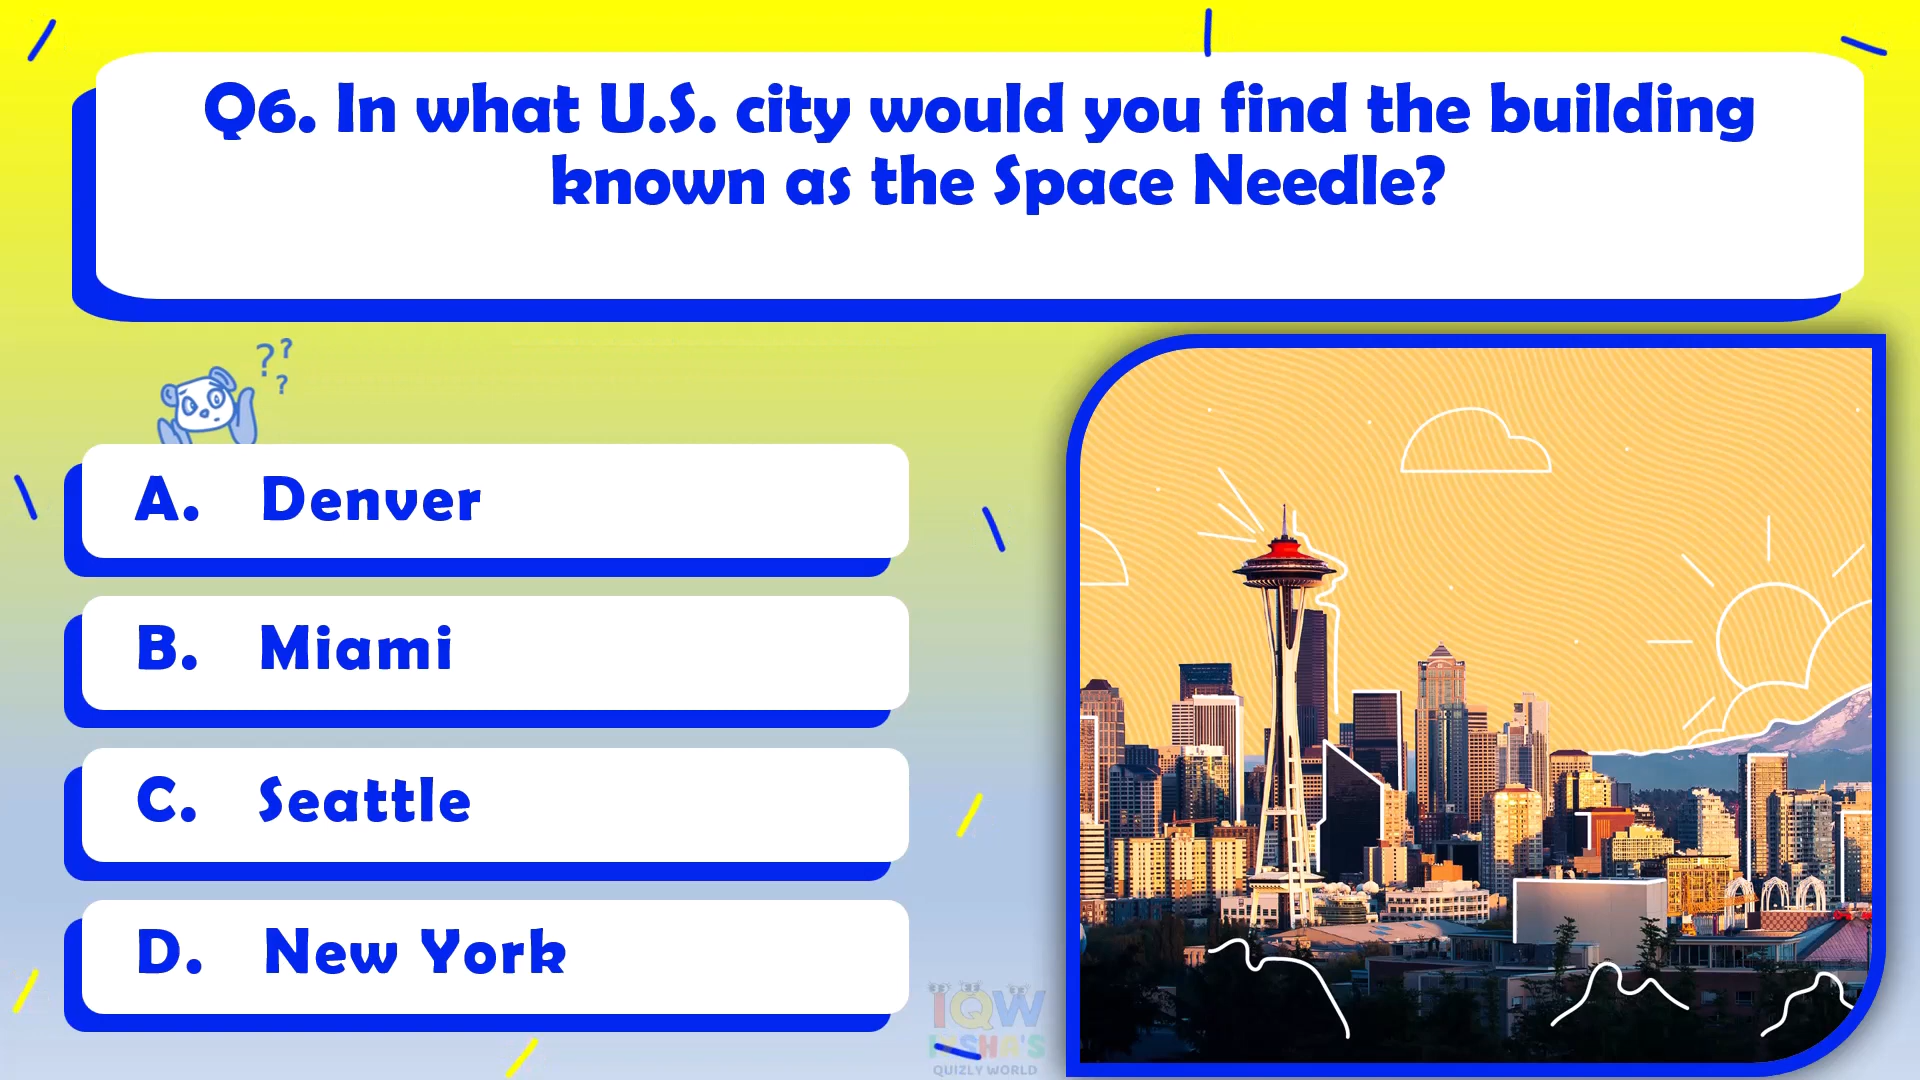 Q6. In what U.S. city would you find the building
known as the Space Needle?
? ? ?
A. Denver
B. Miami
C. Seattle
D. New York
IQW
QUIZLY WORLD